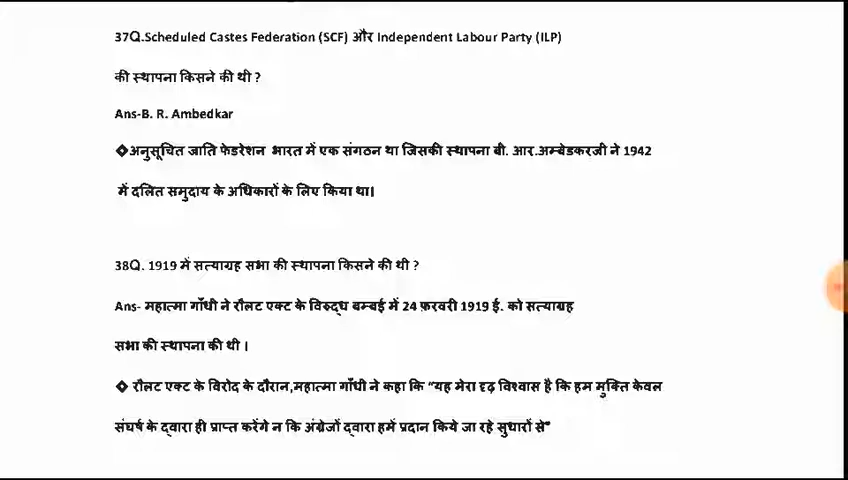 37Q.Scheduled Castes Federation (SCF) और Independent Labour Party (ILP)
की स्थापना किसने की थी ?
Ans-B. R. Ambedkar
❖अनुसूचित जाति फेडरेशन भारत में एक संगठन था जिसकी स्थापना बी. आर.अम्बेडकरजी ने 1942
में दलित समुदाय के अधिकारों के लिए किया था।
38Q. 1919 में सत्याग्रह सभा की स्थापना किसने की थी ?
Ans- महात्मा गाँधी ने रौलट एक्ट के विरुद्ध बम्बई में 24 फ़रवरी 1919 ई. को सत्याग्रह
सभा की स्थापना की थी ।
❖ रौलट एक्ट के विरोद के दौरान,महात्मा गाँधी ने कहा कि “यह मेरा दृढ़ विश्वास है कि हम मुक्ति केवल
संघर्ष के द्वारा ही प्राप्त करेंगे न कि अंग्रेजों द्वारा हमें प्रदान किये जा रहे सुधारों से”